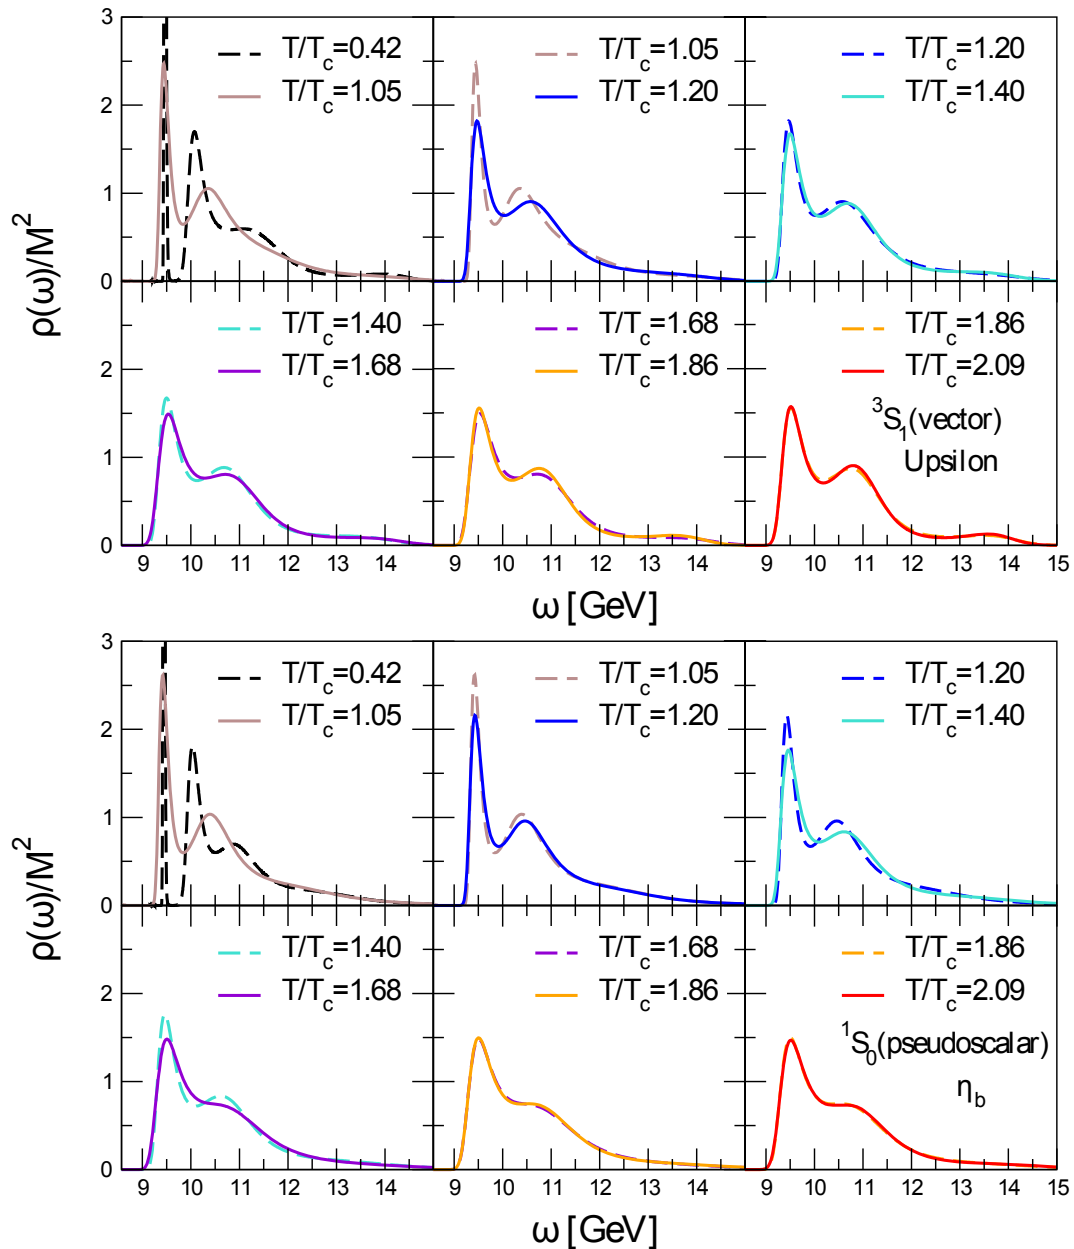 3
T/Tc=0.42
T/Tc=1.05
T/Tc=1.20
2
T/Tc=1.05
T/Tc=1.20
T/Tc=1.40
1
0
ρ(ω)/M²
T/Tc=1.40
T/Tc=1.68
T/Tc=1.86
2
T/Tc=1.68
T/Tc=1.86
T/Tc=2.09
³S₁(vector)
Upsilon
1
0
9 10 11 12 13 14 9 10 11 12 13 14 9 10 11 12 13 14 15
ω [GeV]
3
T/Tc=0.42
T/Tc=1.05
T/Tc=1.20
2
T/Tc=1.05
T/Tc=1.20
T/Tc=1.40
1
0
ρ(ω)/M²
T/Tc=1.40
T/Tc=1.68
T/Tc=1.86
2
T/Tc=1.68
T/Tc=1.86
T/Tc=2.09
¹S₀(pseudoscalar)
η_b
1
0
9 10 11 12 13 14 9 10 11 12 13 14 9 10 11 12 13 14 15
ω [GeV]